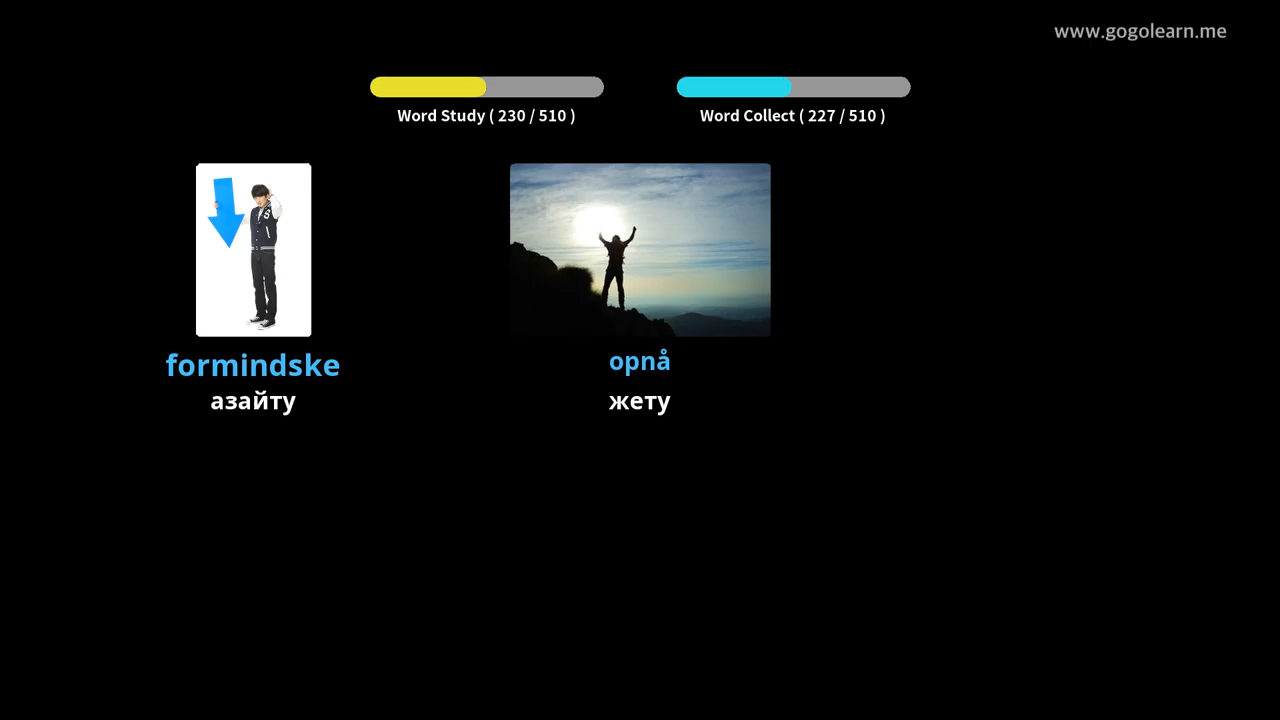 www.gogolearn.me
Word Study ( 230 / 510 )
Word Collect ( 227 / 510 )
formindske
азайту
opnå
жету